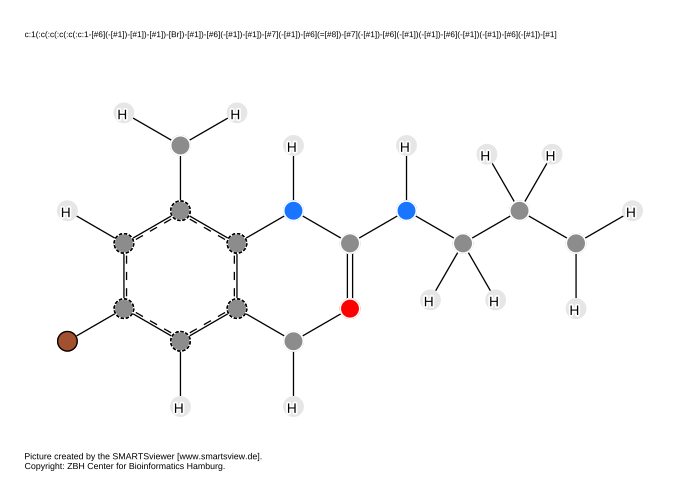 c:1(:c(:c(:c(:c(:c:1-[#6](-[#1])-[#1])-[#1])-[Br])-[#1])-[#6](-[#1])-[#1])-[#7](-[#1])-[#6](=[#8])-[#7](-[#1])-[#6](-[#1])(-[#1])-[#6](-[#1])(-[#1])-[#6](-[#1])-[#1]
H H
H H
H H
H H
H H
H H
H
H H
Picture created by the SMARTSviewer [www.smartsview.de].
Copyright: ZBH Center for Bioinformatics Hamburg.